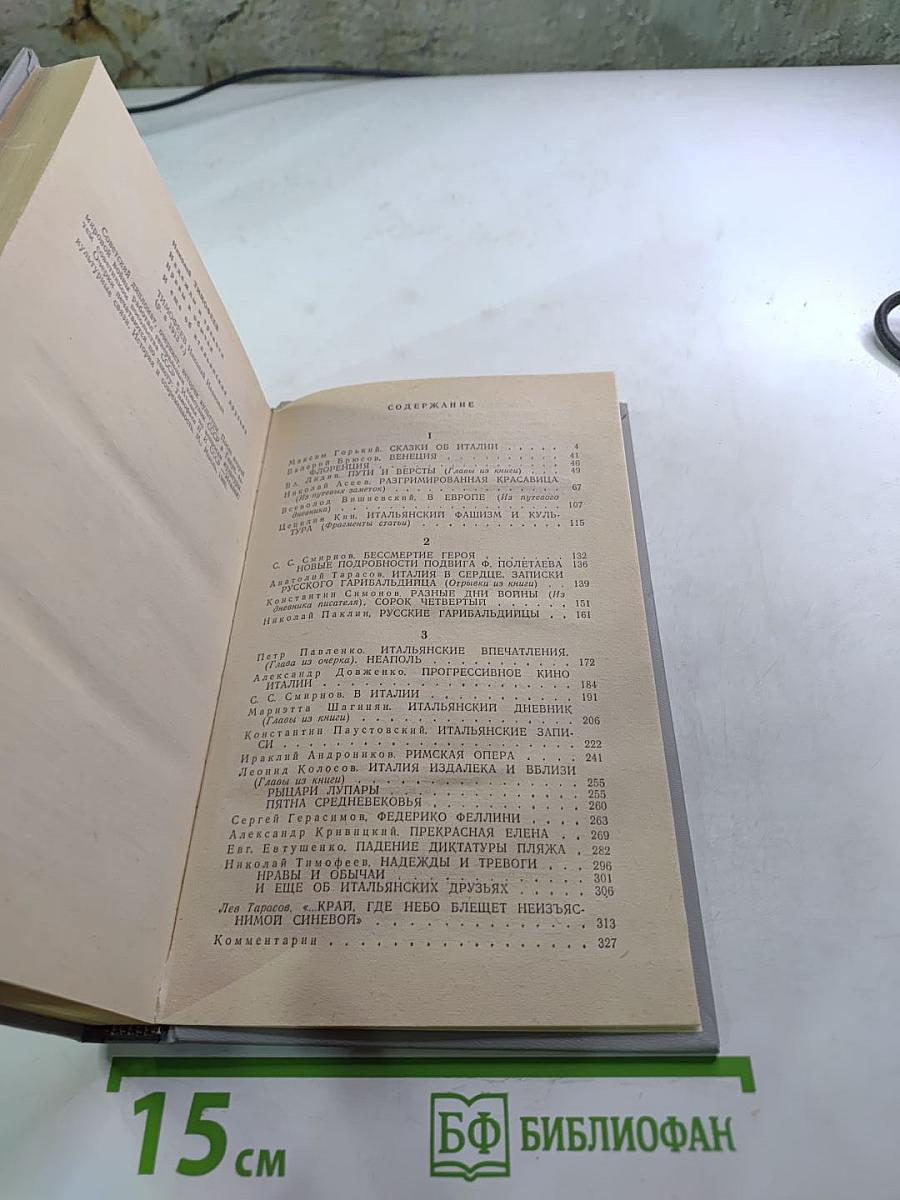 СОДЕРЖАНИЕ
1
Максим Горький. СКАЗКИ ОБ ИТАЛИИ . . . . . 4
Валерий Брюсов. ВЕНЕЦИЯ . . . . . . . . . 41
ФЛОРЕНЦИЯ . . . . . . . . . . . . . 46
Вл. Лидин. ПУТИ И ВЕРСТЫ (Главы из книги) . . . 49
Николай Асеев. РАЗГРИМИРОВАННАЯ КРАСАВИЦА
(Из путевых заметок) . . . . . . . . . . . 67
Всеволод Вишневский. В ЕВРОПЕ (Из путевого
дневника) . . . . . . . . . . . . . . . 107
Цецилия Кин. ИТАЛЬЯНСКИЙ ФАШИЗМ И КУЛЬ-
ТУРА (Фрагменты статьи) . . . . . . . . . . 115
2
С. С. Смирнов. БЕССМЕРТИЕ ГЕРОЯ . . . . . . 132
НОВЫЕ ПОДРОБНОСТИ ПОДВИГА Ф. ПОЛЕТАЕВА 136
Анатолий Тарасов. ИТАЛИЯ В СЕРДЦЕ. ЗАПИСКИ
РУССКОГО ГАРИБАЛЬДИЙЦА (Отрывки из книги) . . 139
Константин Симонов. РАЗНЫЕ ДНИ ВОЙНЫ (Из
дневника писателя). СОРОК ЧЕТВЕРТЫЙ . . . . . 151
Николай Паклин. РУССКИЕ ГАРИБАЛЬДИЙЦЫ . . 161
3
Петр Павленко. ИТАЛЬЯНСКИЕ ВПЕЧАТЛЕНИЯ.
(Глава из очерка). НЕАПОЛЬ . . . . . . . . . 172
Александр Довженко. ПРОГРЕССИВНОЕ КИНО
ИТАЛИИ . . . . . . . . . . . . . . . . 184
С. С. Смирнов. В ИТАЛИИ . . . . . . . . . . 191
Мариэтта Шагинян. ИТАЛЬЯНСКИЙ ДНЕВНИК
(Главы из книги) . . . . . . . . . . . . . 206
Константин Паустовский. ИТАЛЬЯНСКИЕ ЗАПИ-
СИ . . . . . . . . . . . . . . . . . . 222
Ираклий Андроников. РИМСКАЯ ОПЕРА . . . . 241
Леонид Колосов. ИТАЛИЯ ИЗДАЛЕКА И ВБЛИЗИ
(Главы из книги) . . . . . . . . . . . . . 255
РЫЦАРИ ЛУПАРЫ . . . . . . . . . . . . 255
ПЯТНА СРЕДНЕВЕКОВЬЯ . . . . . . . . . 260
Сергей Герасимов. ФЕДЕРИКО ФЕЛЛИНИ . . . . 263
Александр Кривицкий. ПРЕКРАСНАЯ ЕЛЕНА . . 269
Евг. Евтушенко. ПАДЕНИЕ ДИКТАТУРЫ ПЛЯЖА . 282
Николай Тимофеев. НАДЕЖДЫ И ТРЕВОГИ . . . 296
НРАВЫ И ОБЫЧАИ . . . . . . . . . . . 301
И ЕЩЕ ОБ ИТАЛЬЯНСКИХ ДРУЗЬЯХ . . . . . 306
Лев Тарасов. «...КРАЙ, ГДЕ НЕБО БЛЕЩЕТ НЕИЗЪЯС-
НИМОЙ СИНЕВОЙ» . . . . . . . . . . . . . 313
Комментарии . . . . . . . . . . . . . . . . 327
15 см
БФ БИБЛИОФАН